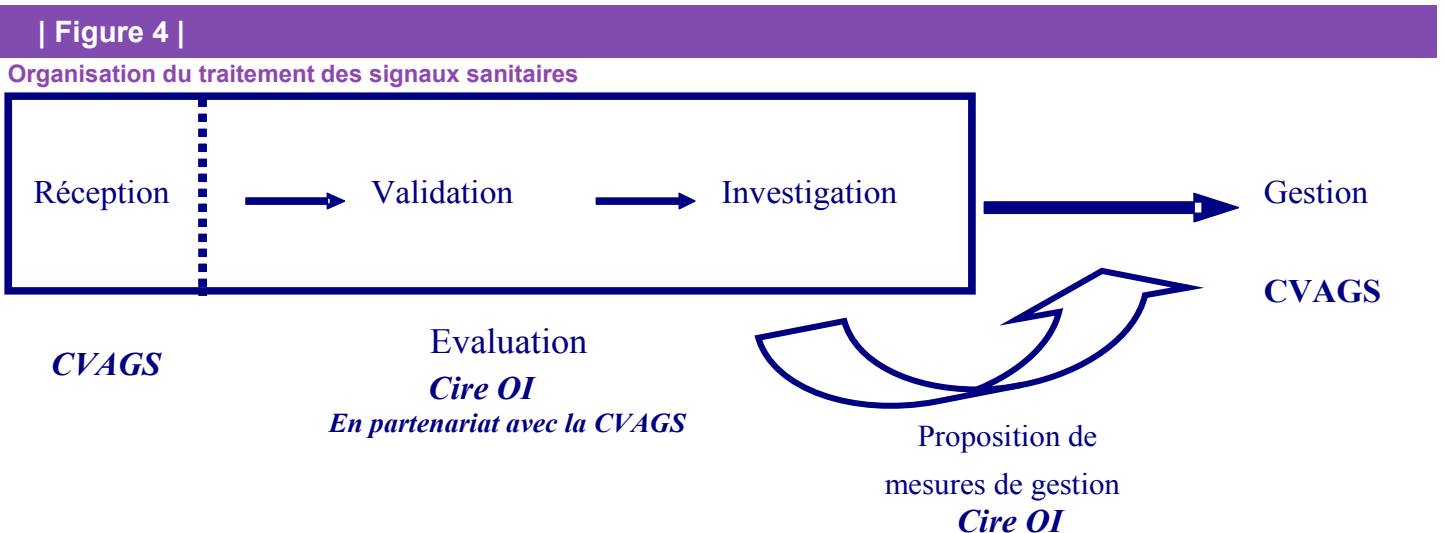 | Figure 4 |
Organisation du traitement des signaux sanitaires
Réception
Validation
Investigation
Gestion
CVAGS
CVAGS
Evaluation
Cire OI
En partenariat avec la CVAGS
Proposition de
mesures de gestion
Cire OI